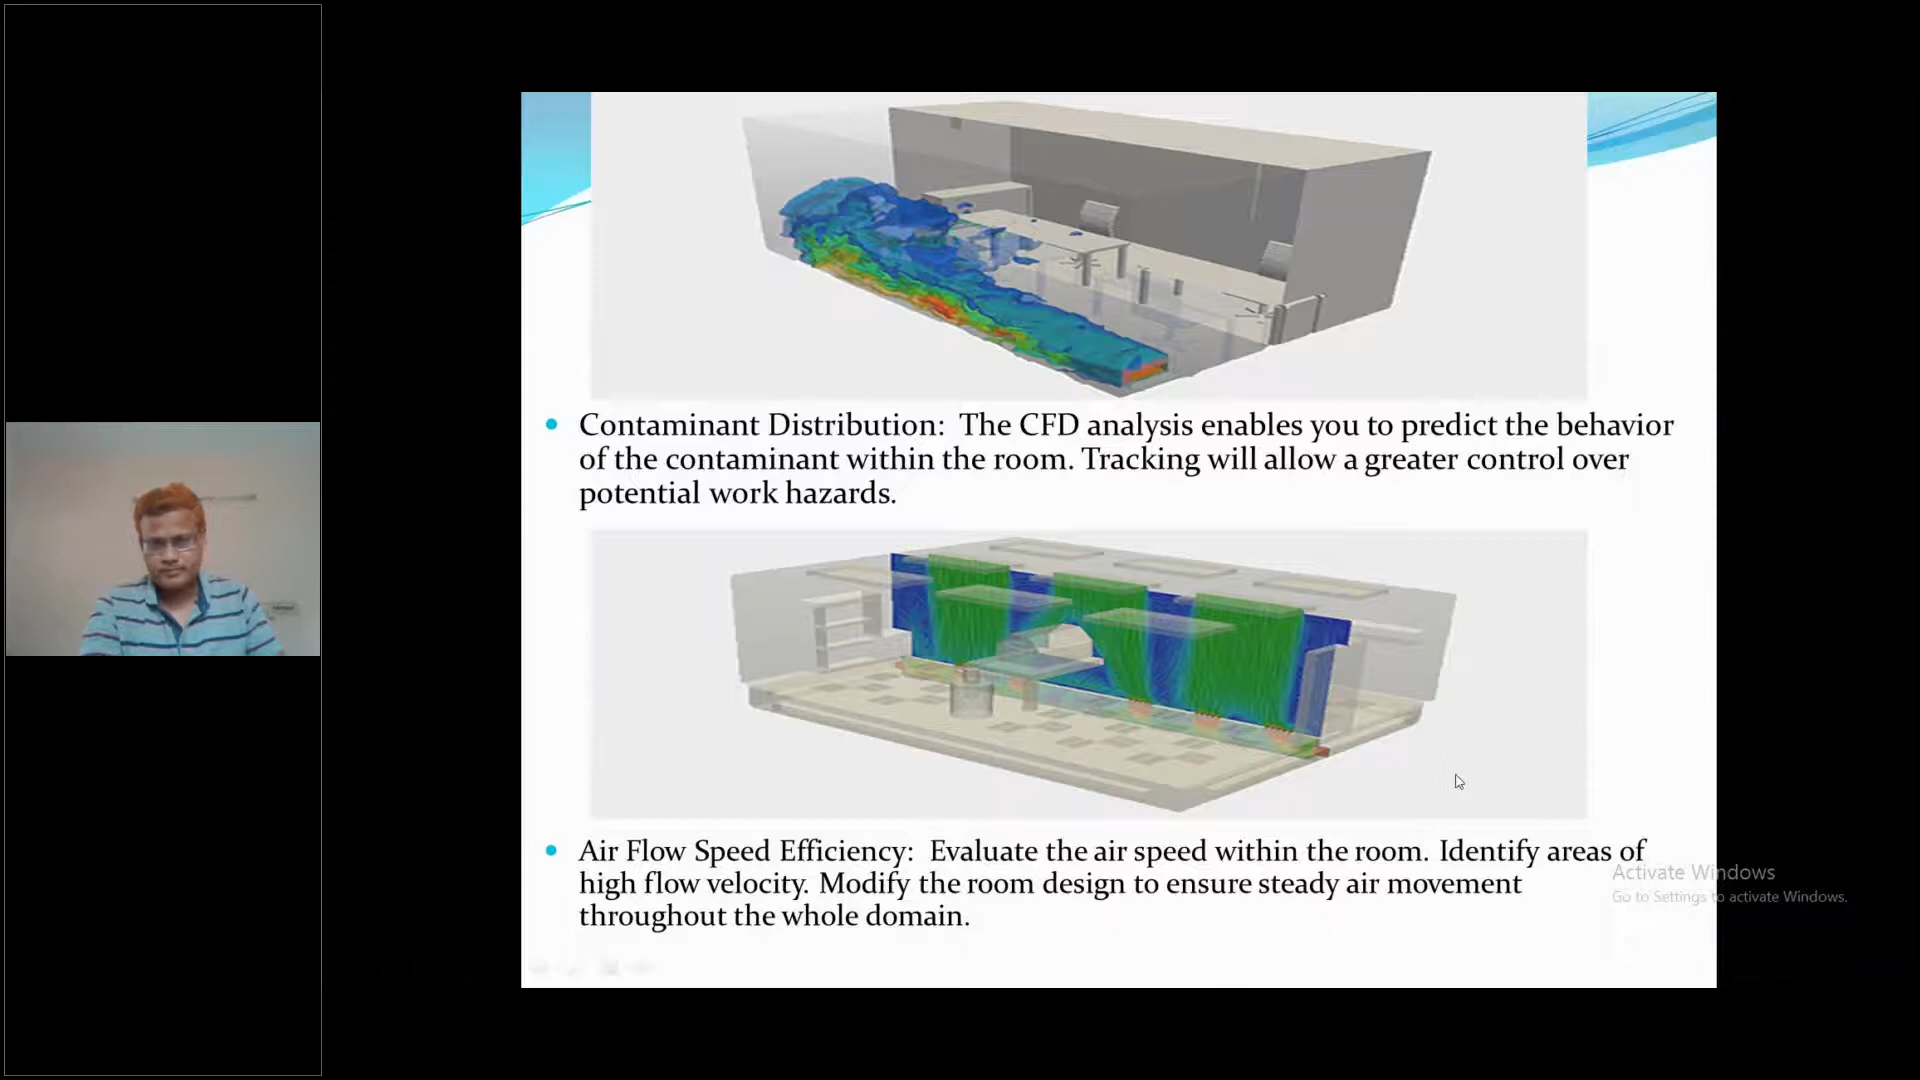 Contaminant Distribution: The CFD analysis enables you to predict the behavior
of the contaminant within the room. Tracking will allow a greater control over
potential work hazards.
Air Flow Speed Efficiency: Evaluate the air speed within the room. Identify areas of
high flow velocity. Modify the room design to ensure steady air movement
throughout the whole domain.
Activate Windows
Go to Settings to activate Windows.